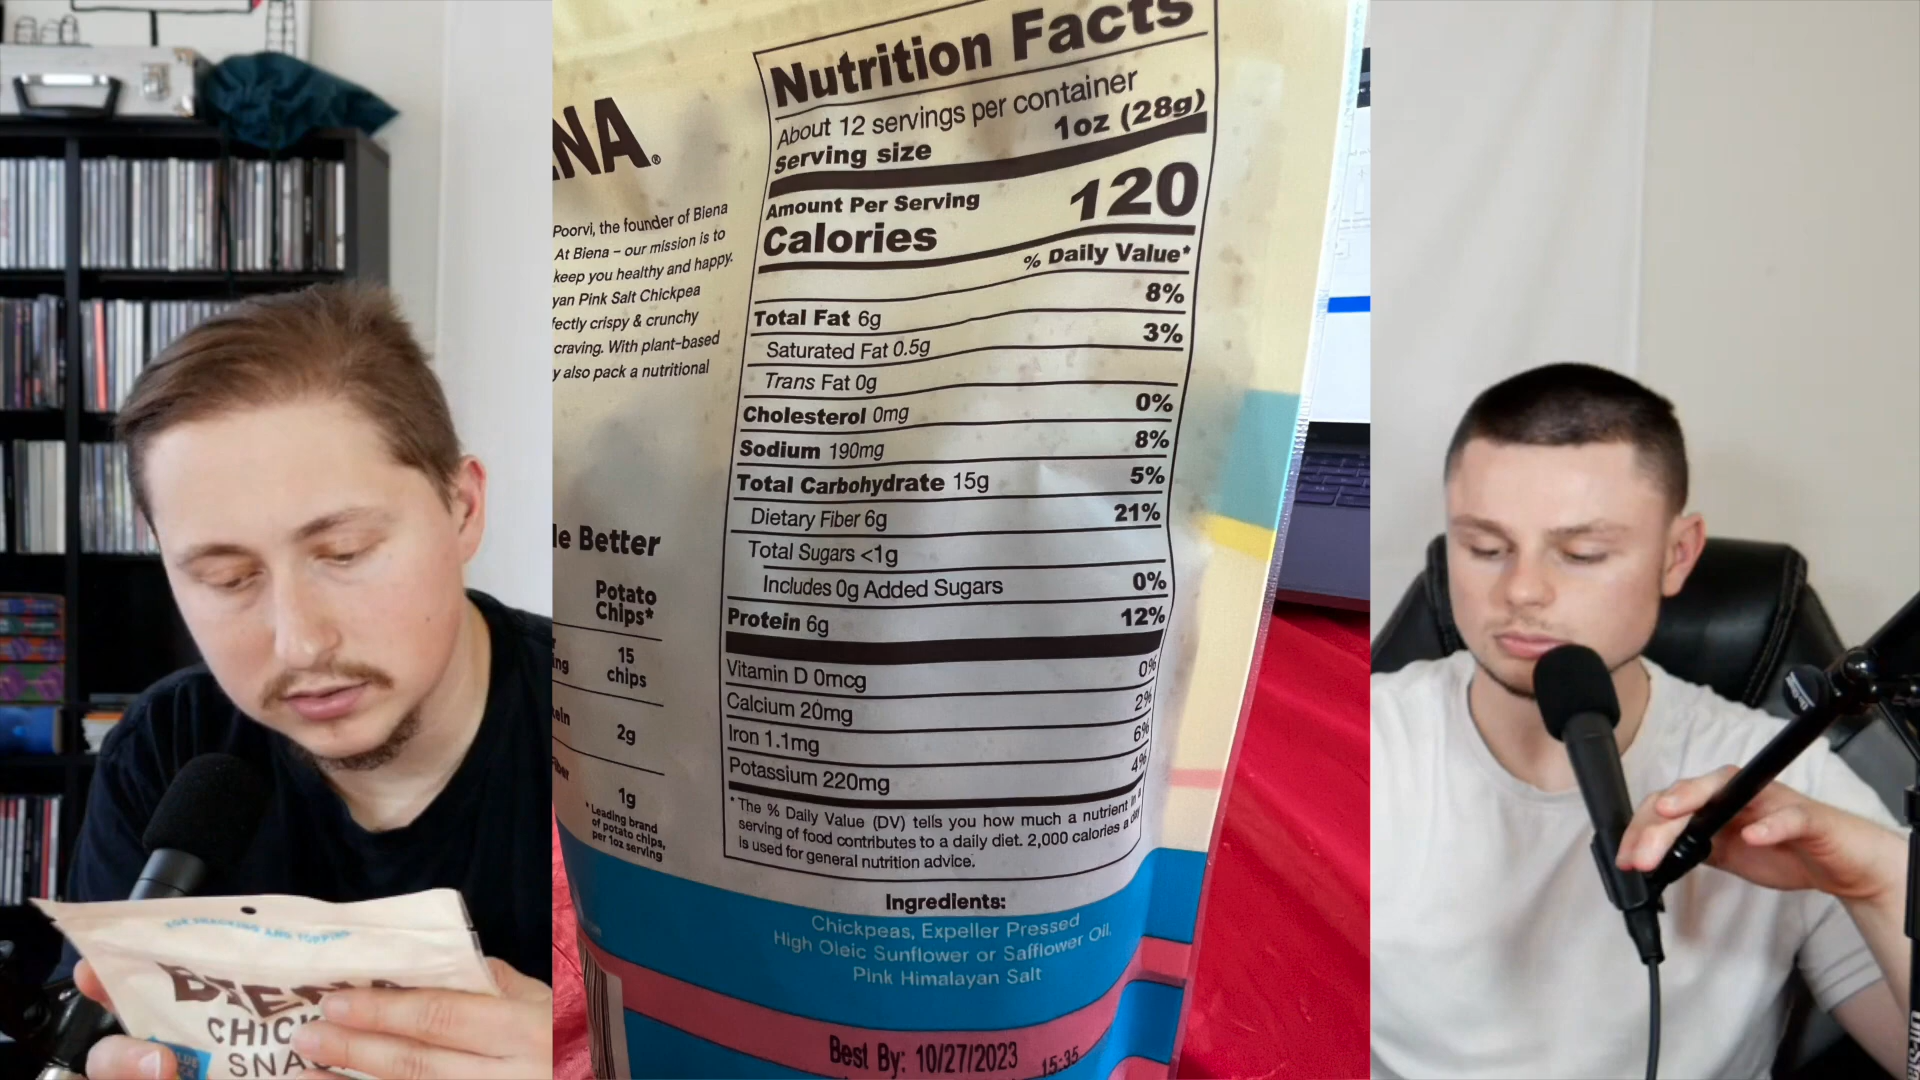 NA®
Poorvi, the founder of Biena
At Biena – our mission is to
keep you healthy and happy.
yan Pink Salt Chickpea
fectly crispy & crunchy
craving. With plant-based
y also pack a nutritional
le Better
Potato
Chips*
15
chips
2g
1g
* Leading brand
of potato chips,
per 1oz serving
Nutrition Facts
About 12 servings per container
Serving size 1oz (28g)
Amount Per Serving
Calories 120
% Daily Value*
Total Fat 6g 8%
Saturated Fat 0.5g 3%
Trans Fat 0g
Cholesterol 0mg 0%
Sodium 190mg 8%
Total Carbohydrate 15g 5%
Dietary Fiber 6g 21%
Total Sugars <1g
Includes 0g Added Sugars 0%
Protein 6g 12%
Vitamin D 0mcg 0%
Calcium 20mg 2%
Iron 1.1mg 6%
Potassium 220mg 4%
* The % Daily Value (DV) tells you how much a nutrient in a
serving of food contributes to a daily diet. 2,000 calories a day
is used for general nutrition advice.
Ingredients:
Chickpeas, Expeller Pressed
High Oleic Sunflower or Safflower Oil,
Pink Himalayan Salt
Best By: 10/27/2023 15:35
FOR SNACKING AND TOPPING
BIENA
CHICK
SNA